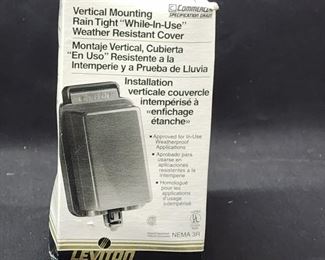 Vertical Mounting
Rain Tight "While-In-Use"
Weather Resistant Cover
COMMERCIAL
SPECIFICATION GRADE
Montaje Vertical, Cubierta
"En Uso" Resistente a la
Intemperie y a Prueba de Lluvia
Installation
verticale couvercle
intempérisé à
«enfichage
étanche»
• Approved for In-Use
Weatherproof
Applications
• Aprobado para
usarse en
aplicaciones
resistentes a la
intemperie
• Homologué
pour les
applications
d'usage
NEMA 3R
LEVITON